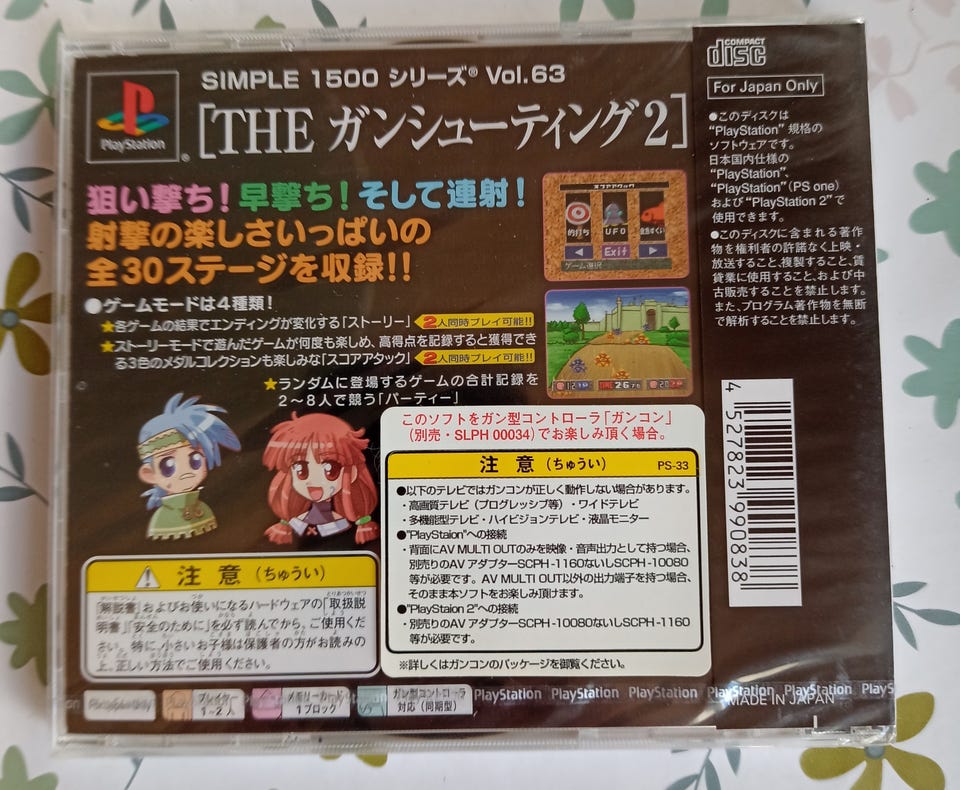 SIMPLE 1500 シリーズ® Vol.63
[THE ガンシューティング2]
PlayStation®
狙い撃ち!早撃ち!そして連射!
射撃の楽しさいっぱいの
全30ステージを収録!!
●ゲームモードは4種類!
★各ゲームの結果でエンディングが変化する「ストーリー」 2人同時プレイ可能!!
★ストーリーモードで遊んだゲームが何度も楽しめ、高得点を記録すると獲得でき
る3色のメダルコレクションも楽しみな「スコアアタック」 2人同時プレイ可能!!
★ランダムに登場するゲームの合計記録を
2〜8人で競う「パーティー」
スコアアタック
的打ち
UFO
Exit
ゲーム選択
TIME
このソフトをガン型コントローラ「ガンコン」
(別売・SLPH 00034)でお楽しみ頂く場合。
注意(ちゅうい) PS-33
●以下のテレビではガンコンが正しく動作しない場合があります。
・高画質テレビ(プログレッシブ等)・ワイドテレビ
・多機能型テレビ・ハイビジョンテレビ・液晶モニター
●"PlayStaion"への接続
・背面にAV MULTI OUTのみを映像・音声出力として持つ場合、
別売りのAV アダプターSCPH-1160ないしSCPH-10080
等が必要です。AV MULTI OUT以外の出力端子を持つ場合、
そのまま本ソフトをお楽しみ頂けます。
●"PlayStaion 2"への接続
・別売りのAV アダプターSCPH-10080ないしSCPH-1160
等が必要です。
※詳しくはガンコンのパッケージを御覧ください。
注意(ちゅうい)
「解説書」およびお使いになるハードウェアの「取扱説
明書」「安全のために」を必ず読んでから、ご使用くだ
さい。特に、小さいお子様は保護者の方がお読みの
上、正しい方法でご使用ください。
プレイヤー
1〜2人
メモリーカード
1ブロック
ガン型コントローラ
対応(同期型)
PlayStation PlayStation PlayStation PlayStation PlayStation PlayS
MADE IN JAPAN
COMPACT
disc
For Japan Only
●このディスクは
"PlayStation" 規格の
ソフトウェアです。
日本国内仕様の
"PlayStation"、
"PlayStation"(PS one)
および"PlayStation 2"で
使用できます。
●このディスクに含まれる著作
物を権利者の許諾なく上映・
放送すること、複製すること、賃
貸業に使用すること、および中
古販売することを禁止します。
また、プログラム著作物を無断
で解析することを禁止します。
4 527823 990838